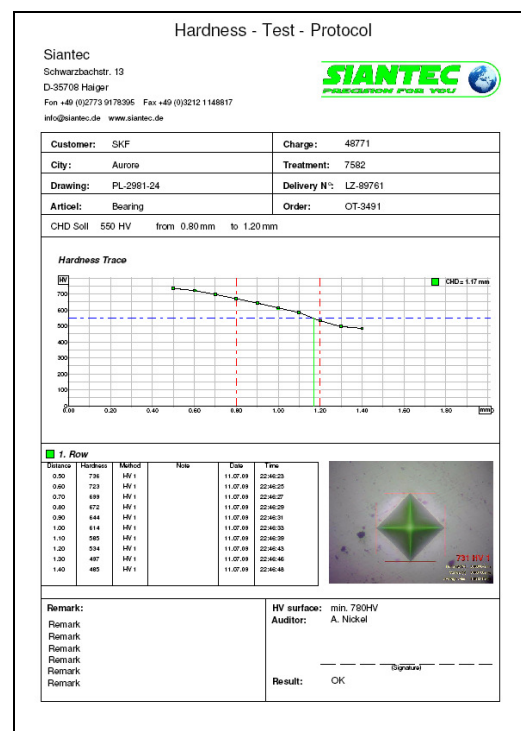 Hardness - Test - Protocol
Siantec
Schwarzbachstr. 13
D-35708 Haiger
Fon +49 (0)2773 9178395 Fax +49 (0)3212 1148817
info@siantec.de www.siantec.de
SIANTEC
PRECISION FOR YOU
Customer: SKF Charge: 48771
City: Aurore Treatment: 7582
Drawing: PL-2981-24 Delivery N°: LZ-89761
Articel: Bearing Order: OT-3491
CHD Soll 550 HV from 0.80 mm to 1.20 mm
Hardness Trace
HV
CHD = 1.17 mm
700
600
500
400
300
200
100
0
0.00 0.20 0.40 0.60 0.80 1.00 1.20 1.40 1.60 1.80 [mm]
1. Row
Distance Hardness Method Note Date Time
0.50 736 HV 1 11.07.09 22:46:23
0.60 723 HV 1 11.07.09 22:46:25
0.70 699 HV 1 11.07.09 22:46:27
0.80 672 HV 1 11.07.09 22:46:29
0.90 644 HV 1 11.07.09 22:46:31
1.00 614 HV 1 11.07.09 22:46:33
1.10 585 HV 1 11.07.09 22:46:39
1.20 534 HV 1 11.07.09 22:46:43
1.30 497 HV 1 11.07.09 22:46:46
1.40 485 HV 1 11.07.09 22:46:48
731 HV 1
Remark:
Remark
Remark
Remark
Remark
Remark
Remark
HV surface: min. 780HV
Auditor: A. Nickel
(Signature)
Result: OK